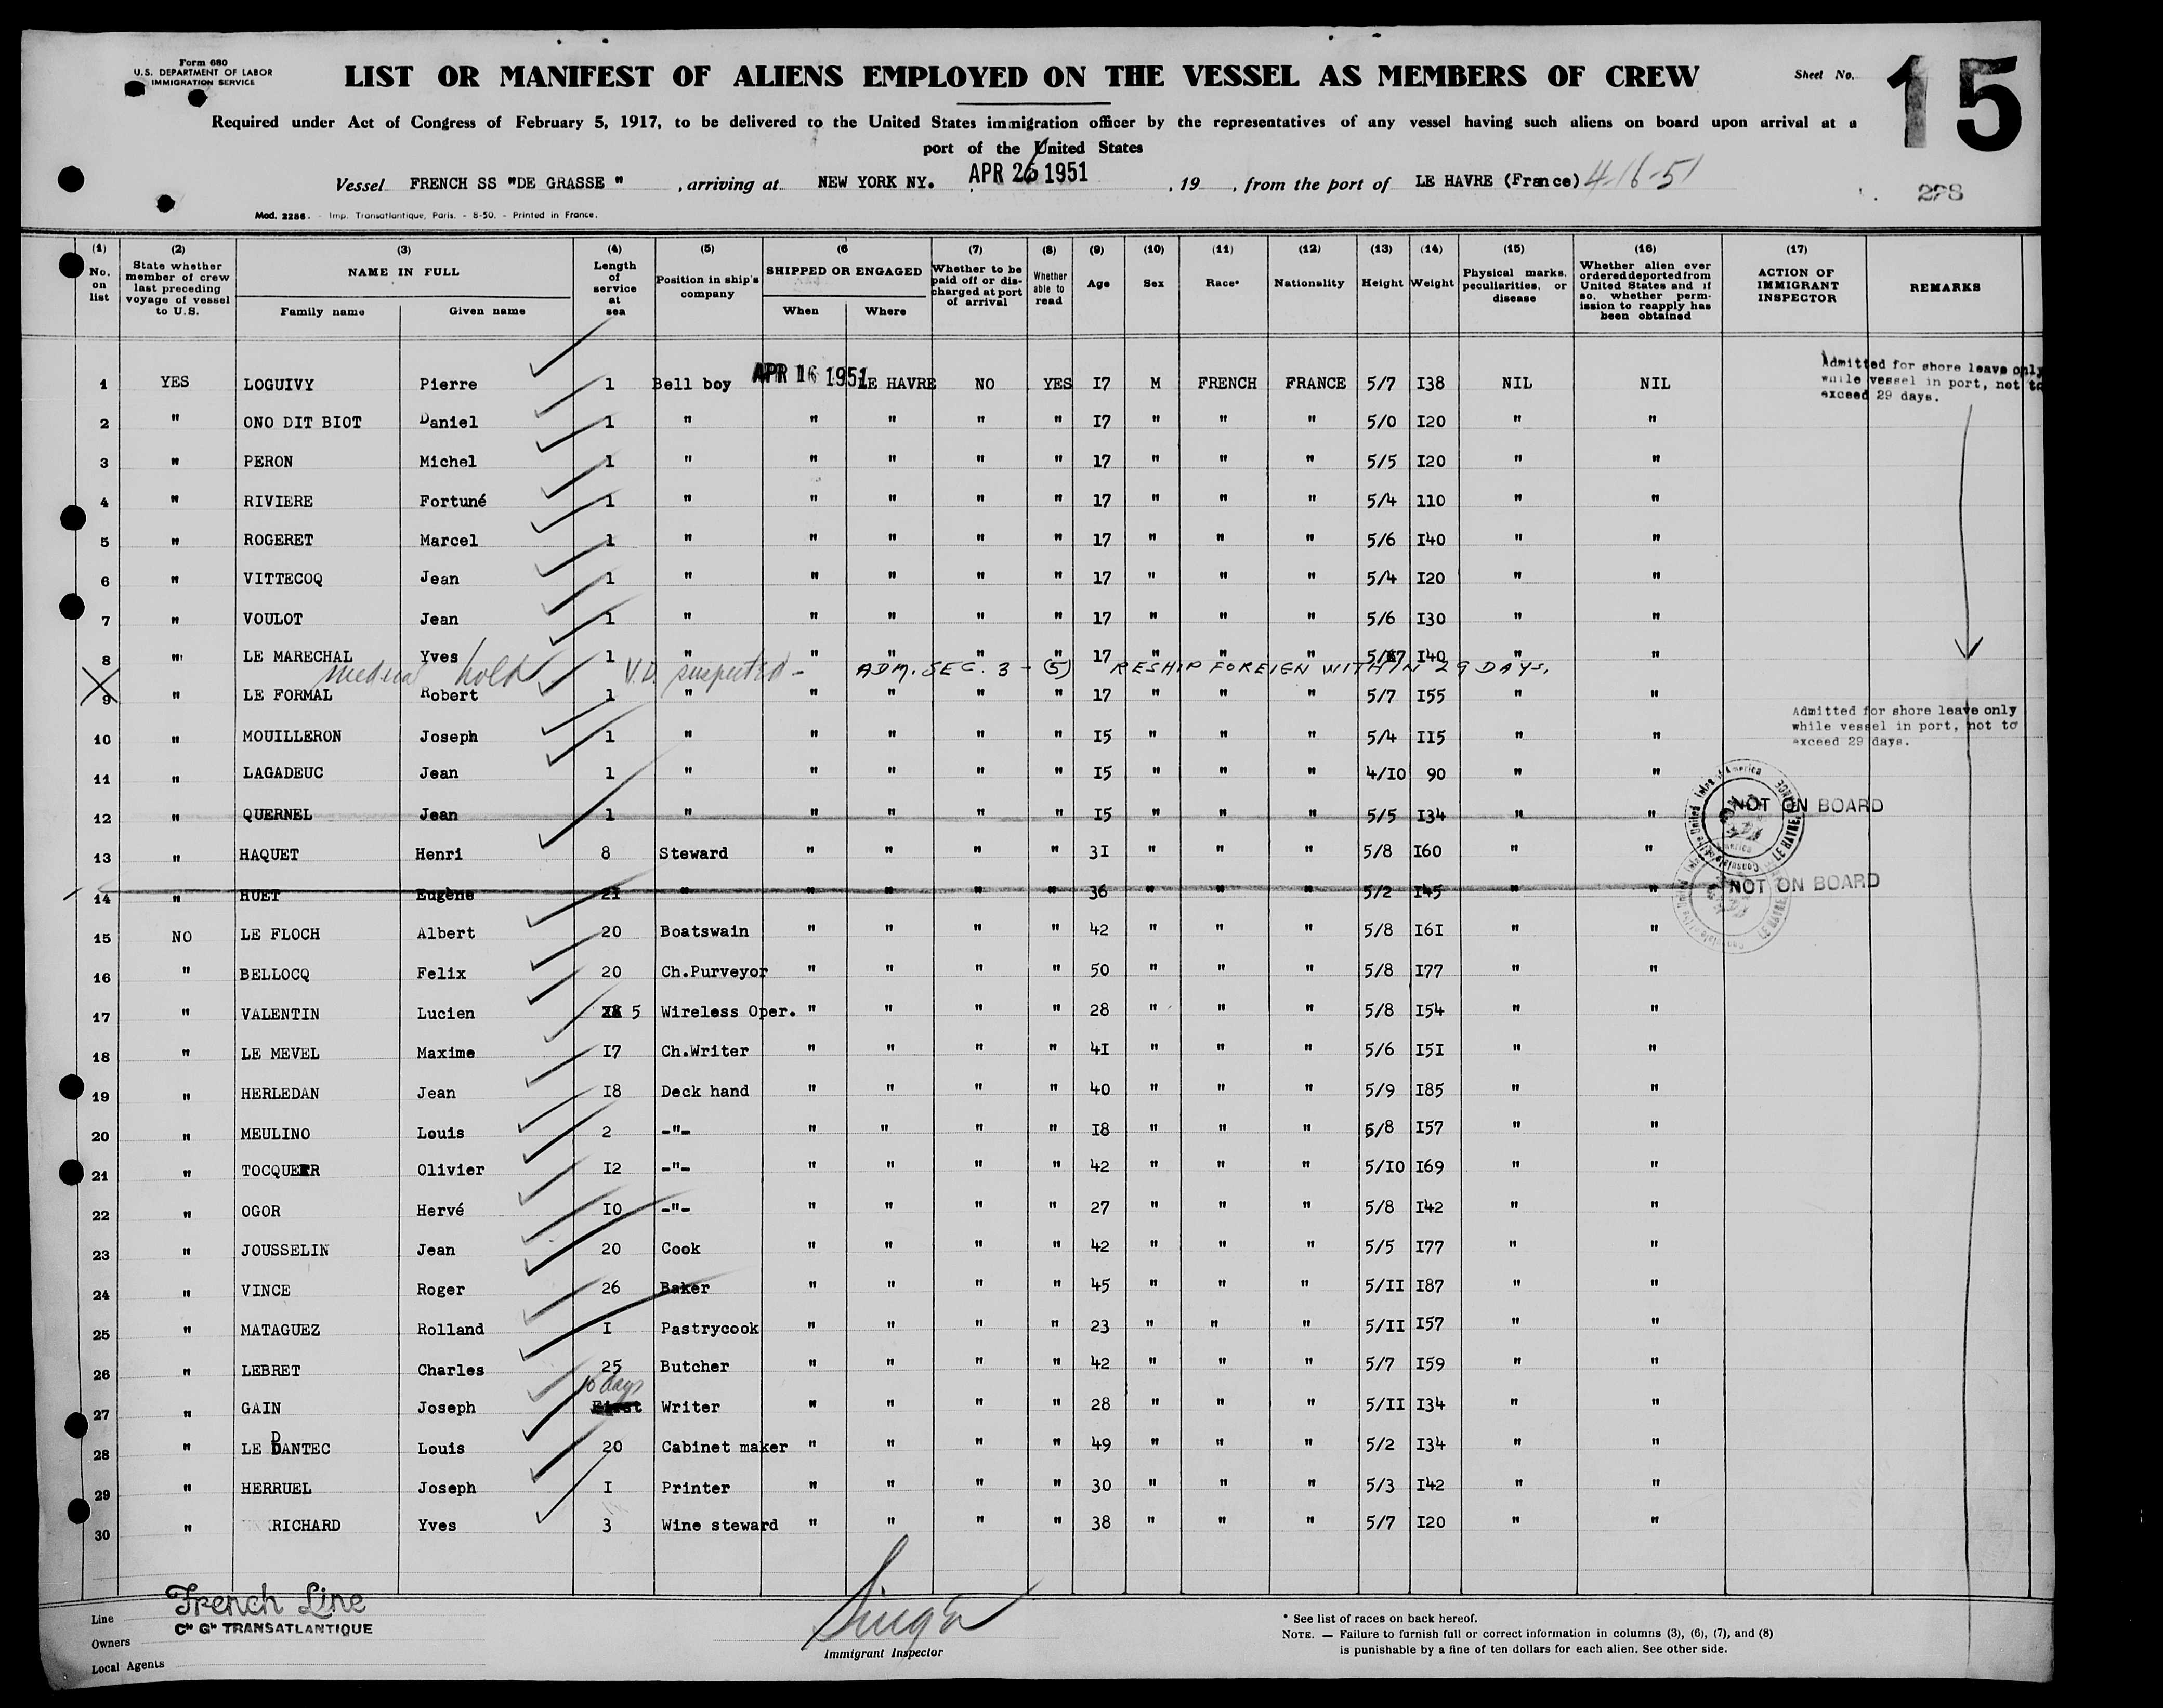 Form 680
U.S. DEPARTMENT OF LABOR
IMMIGRATION SERVICE
LIST OR MANIFEST OF ALIENS EMPLOYED ON THE VESSEL AS MEMBERS OF CREW
Sheet No. 15
Required under Act of Congress of February 5, 1917, to be delivered to the United States immigration officer by the representatives of any vessel having such aliens on board upon arrival at a
port of the United States
Vessel FRENCH SS "DE GRASSE ", arriving at NEW YORK NY. APR 26 1951, 19 , from the port of LE HAVRE (France) 4-16-51
278
Mod. 2286. - Imp. Transatlantique, Paris. - 8-50. - Printed in France.
(1) No. on list
(2) State whether member of crew last preceding voyage of vessel to U.S.
(3) NAME IN FULL Family name Given name
(4) Length of service at sea
(5) Position in ship's company
(6 SHIPPED OR ENGAGED When Where
(7) Whether to be paid off or discharged at port of arrival
(8) Whether able to read
(9) Age
(10) Sex
(11) Race*
(12) Nationality
(13) Height
(14) Weight
(15) Physical marks, peculiarities, or disease
(16) Whether alien ever ordered deported from United States and if so, whether permission to reapply has been obtained
(17) ACTION OF IMMIGRANT INSPECTOR
REMARKS
1 YES LOGUIVY Pierre 1 Bell boy APR 16 1951 LE HAVRE NO YES 17 M FRENCH FRANCE 5/7 138 NIL NIL Admitted for shore leave only while vessel in port, not to exceed 29 days.
2 " ONO DIT BIOT Daniel 1 " " " " " 17 " " " 5/0 120 " "
3 " PERON Michel 1 " " " " " 17 " " " 5/5 120 " "
4 " RIVIERE Fortuné 1 " " " " " 17 " " " 5/4 110 " "
5 " ROGERET Marcel 1 " " " " " 17 " " " 5/6 140 " "
6 " VITTECOQ Jean 1 " " " " " 17 " " " 5/4 120 " "
7 " VOULOT Jean 1 " " " " " 17 " " " 5/6 130 " "
8 " LE MARECHAL Yves 1 " " " " " 17 " " " 5/7 140 " "
medical hold V.D. suspected - ADM. SEC. 3 - (5) RESHIP FOREIGN WITHIN 29 DAYS.
9 " LE FORMAL Robert 1 " " " " " 17 " " " 5/7 155 " "
Admitted for shore leave only while vessel in port, not to exceed 29 days.
10 " MOUILLERON Joseph 1 " " " " " 15 " " " 5/4 115 " "
11 " LAGADEUC Jean 1 " " " " " 15 " " " 4/10 90 " "
12 " QUERNEL Jean 1 " " " " " 15 " " " 5/5 134 " " NOT ON BOARD
13 " HAQUET Henri 8 Steward " " " " 31 " " " 5/8 160 " "
14 " HUET Eugène 21 " " " " " 36 " " " 5/2 145 " " NOT ON BOARD
15 NO LE FLOCH Albert 20 Boatswain " " " " 42 " " " 5/8 161 " "
16 " BELLOCQ Felix 20 Ch.Purveyor " " " " 50 " " " 5/8 177 " "
17 " VALENTIN Lucien 5 Wireless Oper. " " " " 28 " " " 5/8 154 " "
18 " LE MEVEL Maxime 17 Ch.Writer " " " " 41 " " " 5/6 151 " "
19 " HERLEDAN Jean 18 Deck hand " " " " 40 " " " 5/9 185 " "
20 " MEULINO Louis 2 -"- " " " " 18 " " " 5/8 157 " "
21 " TOCQUER Olivier 12 -"- " " " " 42 " " " 5/10 169 " "
22 " OGOR Hervé 10 -"- " " " " 27 " " " 5/8 142 " "
23 " JOUSSELIN Jean 20 Cook " " " " 42 " " " 5/5 177 " "
24 " VINCE Roger 26 Baker " " " " 45 " " " 5/11 187 " "
25 " MATAGUEZ Rolland I Pastrycook " " " " 23 " " " 5/11 157 " "
26 " LEBRET Charles 25 Butcher " " " " 42 " " " 5/7 159 " "
27 " GAIN Joseph 10 days First Writer " " " " 28 " " " 5/11 134 " "
28 " LE DANTEC Louis 20 Cabinet maker " " " " 49 " " " 5/2 134 " "
29 " HERRUEL Joseph I Printer " " " " 30 " " " 5/3 142 " "
30 " RICHARD Yves 3 Wine steward " " " " 38 " " " 5/7 120 " "
Line French Line
Cie Gle TRANSATLANTIQUE
Owners
Local Agents
Immigrant Inspector
* See list of races on back hereof.
NOTE. — Failure to furnish full or correct information in columns (3), (6), (7), and (8)
is punishable by a fine of ten dollars for each alien. See other side.